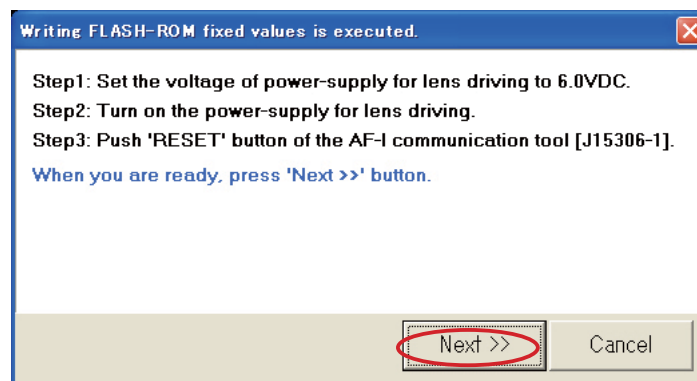 Writing FLASH-ROM fixed values is executed.
Step1: Set the voltage of power-supply for lens driving to 6.0VDC.
Step2: Turn on the power-supply for lens driving.
Step3: Push 'RESET' button of the AF-I communication tool [J15306-1].
When you are ready, press 'Next >>' button.
Next >>
Cancel